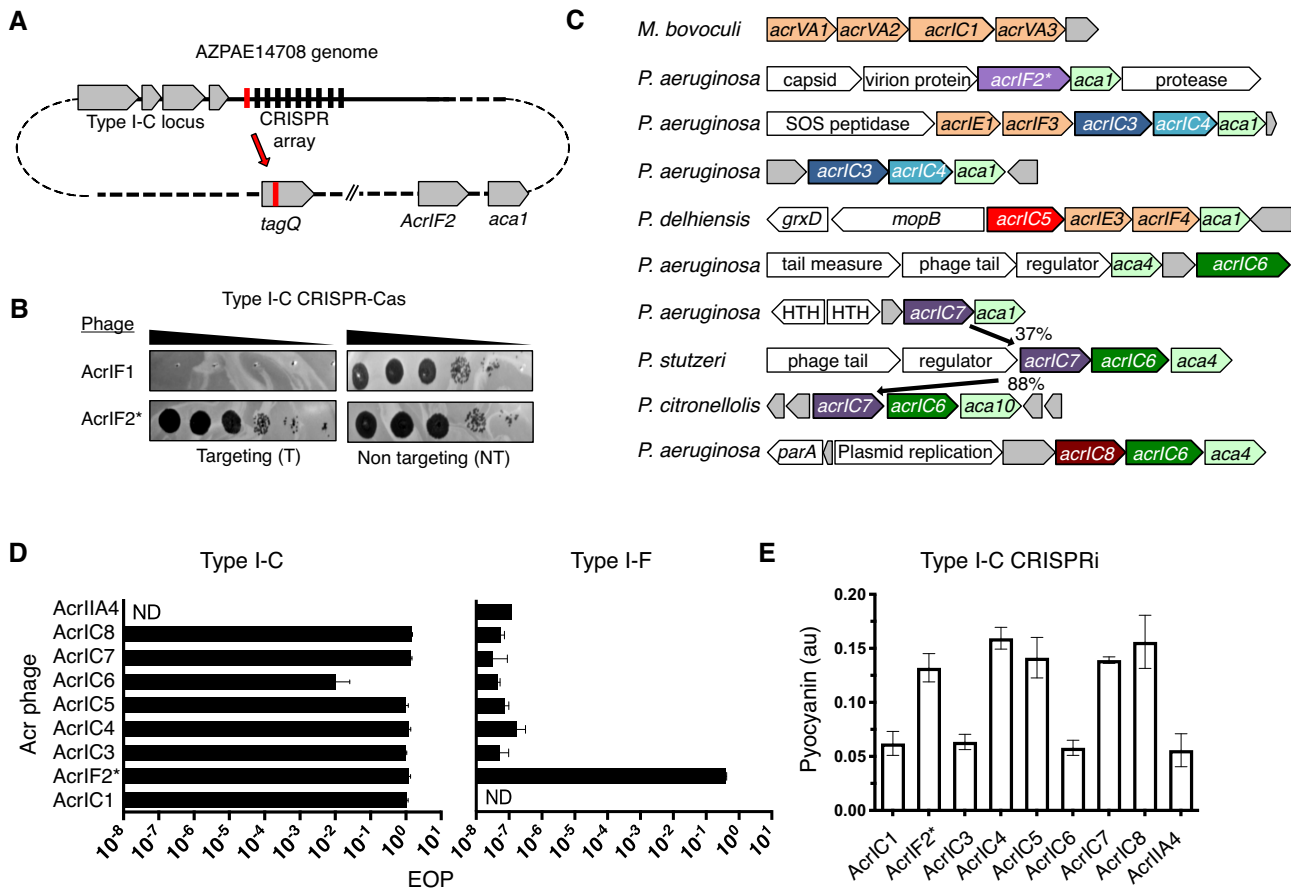 A
AZPAE14708 genome
Type I-C locus
CRISPR
array
tagQ
//
AcrIF2
aca1
B
Type I-C CRISPR-Cas
Phage
AcrIF1
AcrIF2*
Targeting (T)
Non targeting (NT)
C
M. bovoculi acrVA1 acrVA2 acrIC1 acrVA3
P. aeruginosa capsid virion protein acrIF2* aca1 protease
P. aeruginosa SOS peptidase acrIE1 acrIF3 acrIC3 acrIC4 aca1
P. aeruginosa acrIC3 acrIC4 aca1
P. delhiensis grxD mopB acrIC5 acrIE3 acrIF4 aca1
P. aeruginosa tail measure phage tail regulator aca4 acrIC6
P. aeruginosa HTH HTH acrIC7 aca1
37%
P. stutzeri phage tail regulator acrIC7 acrIC6 aca4
88%
P. citronellolis acrIC7 acrIC6 aca10
P. aeruginosa parA Plasmid replication acrIC8 acrIC6 aca4
D
Type I-C
Type I-F
Acr phage
AcrIIA4 ND
AcrIC8
AcrIC7
AcrIC6
AcrIC5
AcrIC4
AcrIC3
AcrIF2*
AcrIC1 ND
10-8 10-7 10-6 10-5 10-4 10-3 10-2 10-1 100 101
10-8 10-7 10-6 10-5 10-4 10-3 10-2 10-1 100 101
EOP
E
Type I-C CRISPRi
Pyocyanin (au)
0.20
0.15
0.10
0.05
0.00
AcrIC1 AcrIF2* AcrIC3 AcrIC4 AcrIC5 AcrIC6 AcrIC7 AcrIC8 AcrIIA4